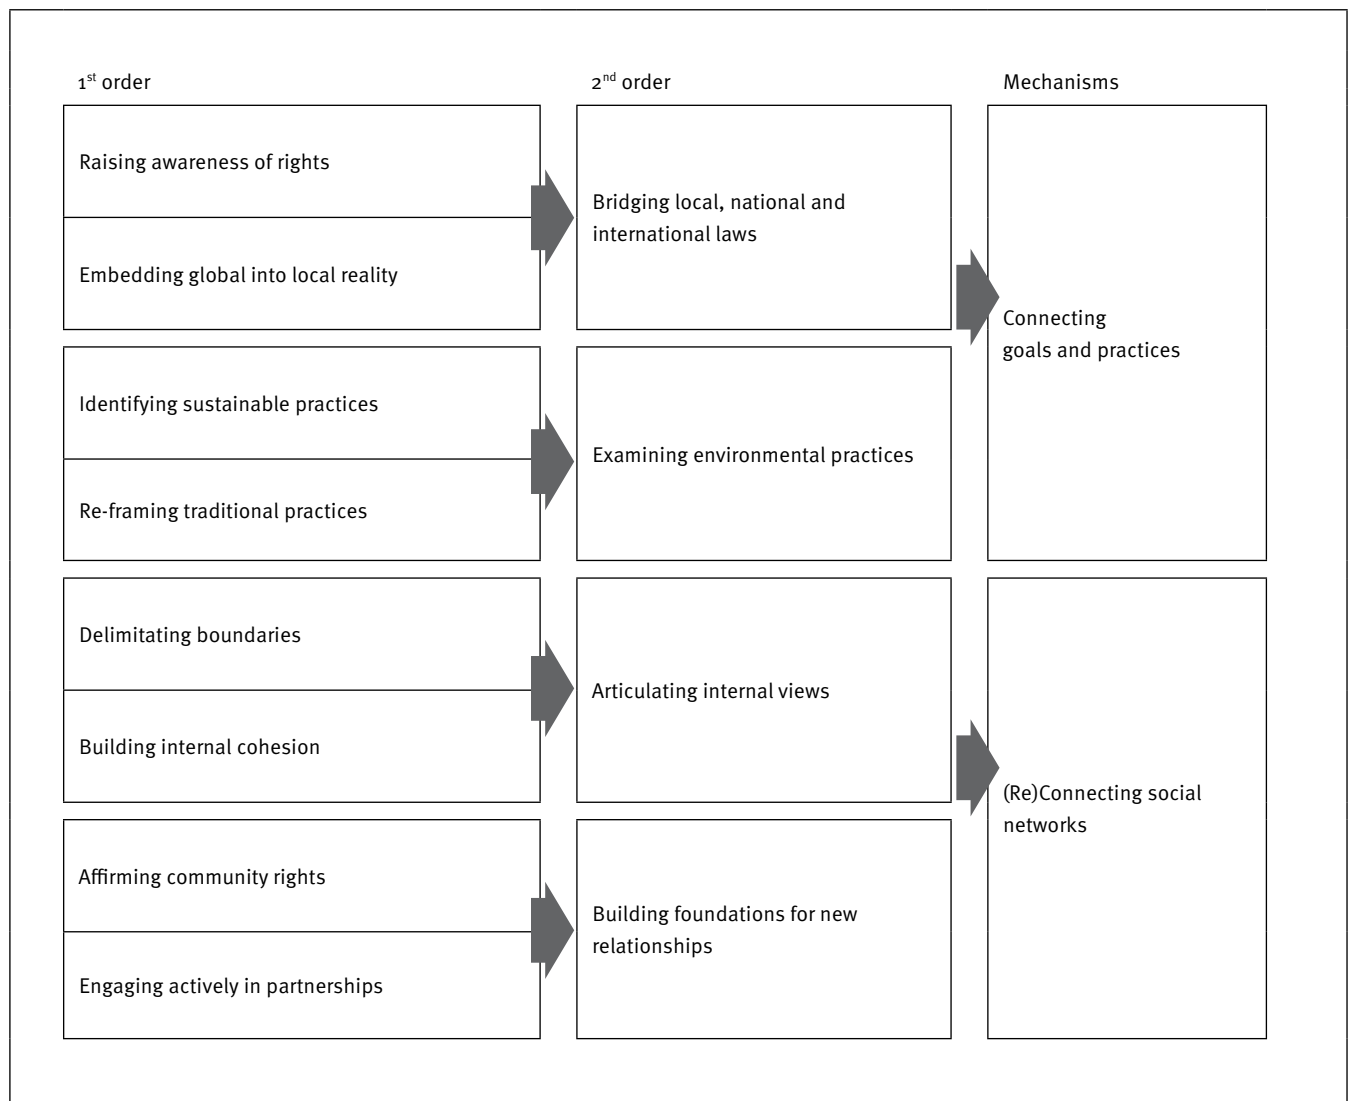 1st order
2nd order
Mechanisms
Raising awareness of rights
Embedding global into local reality
Bridging local, national and
international laws
Connecting
goals and practices
Identifying sustainable practices
Re-framing traditional practices
Examining environmental practices
Delimitating boundaries
Building internal cohesion
Articulating internal views
(Re)Connecting social
networks
Affirming community rights
Engaging actively in partnerships
Building foundations for new
relationships